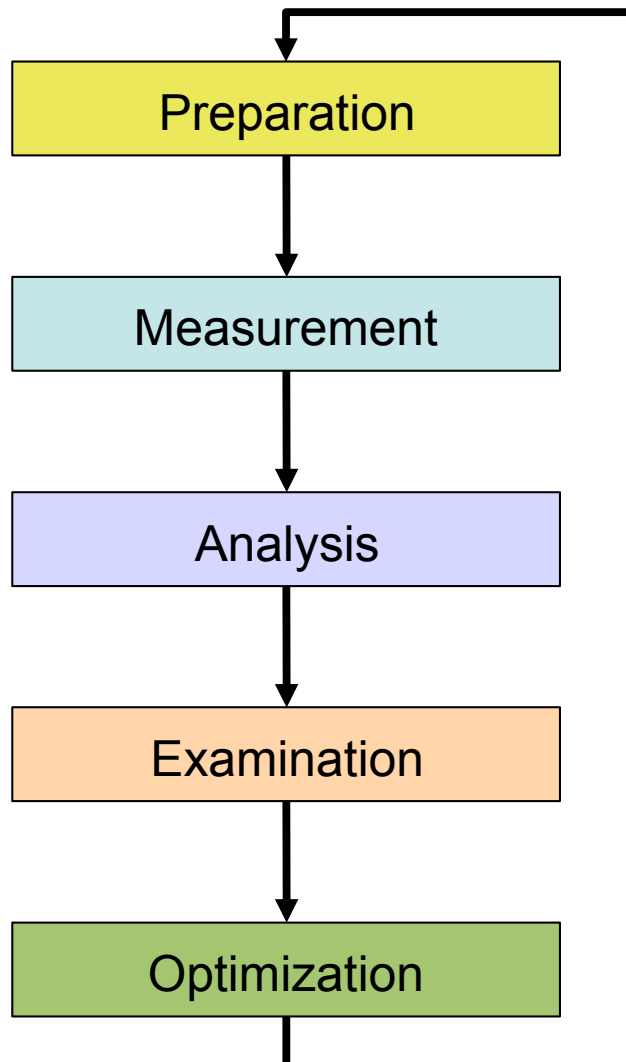 Preparation
Measurement
Analysis
Examination
Optimization